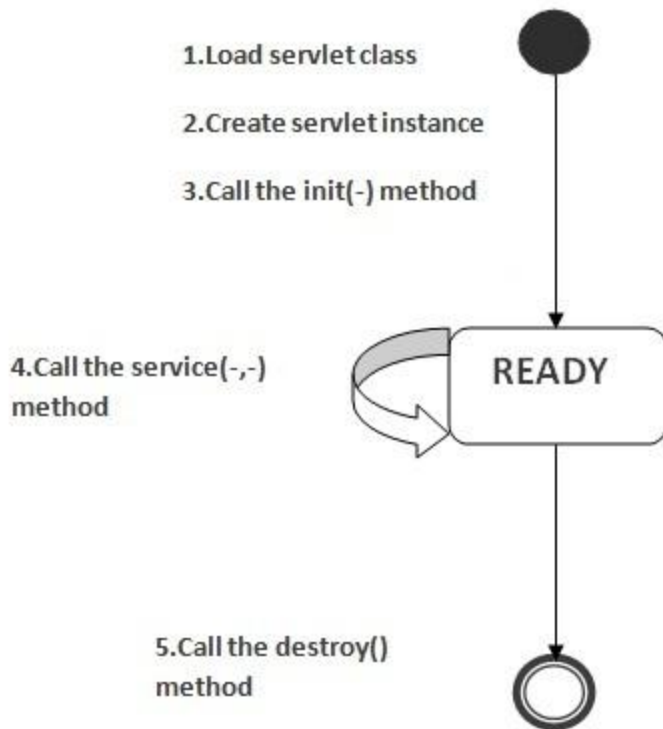 1.Load servlet class
2.Create servlet instance
3.Call the init(-) method
READY
4.Call the service(-,-)
method
5.Call the destroy()
method